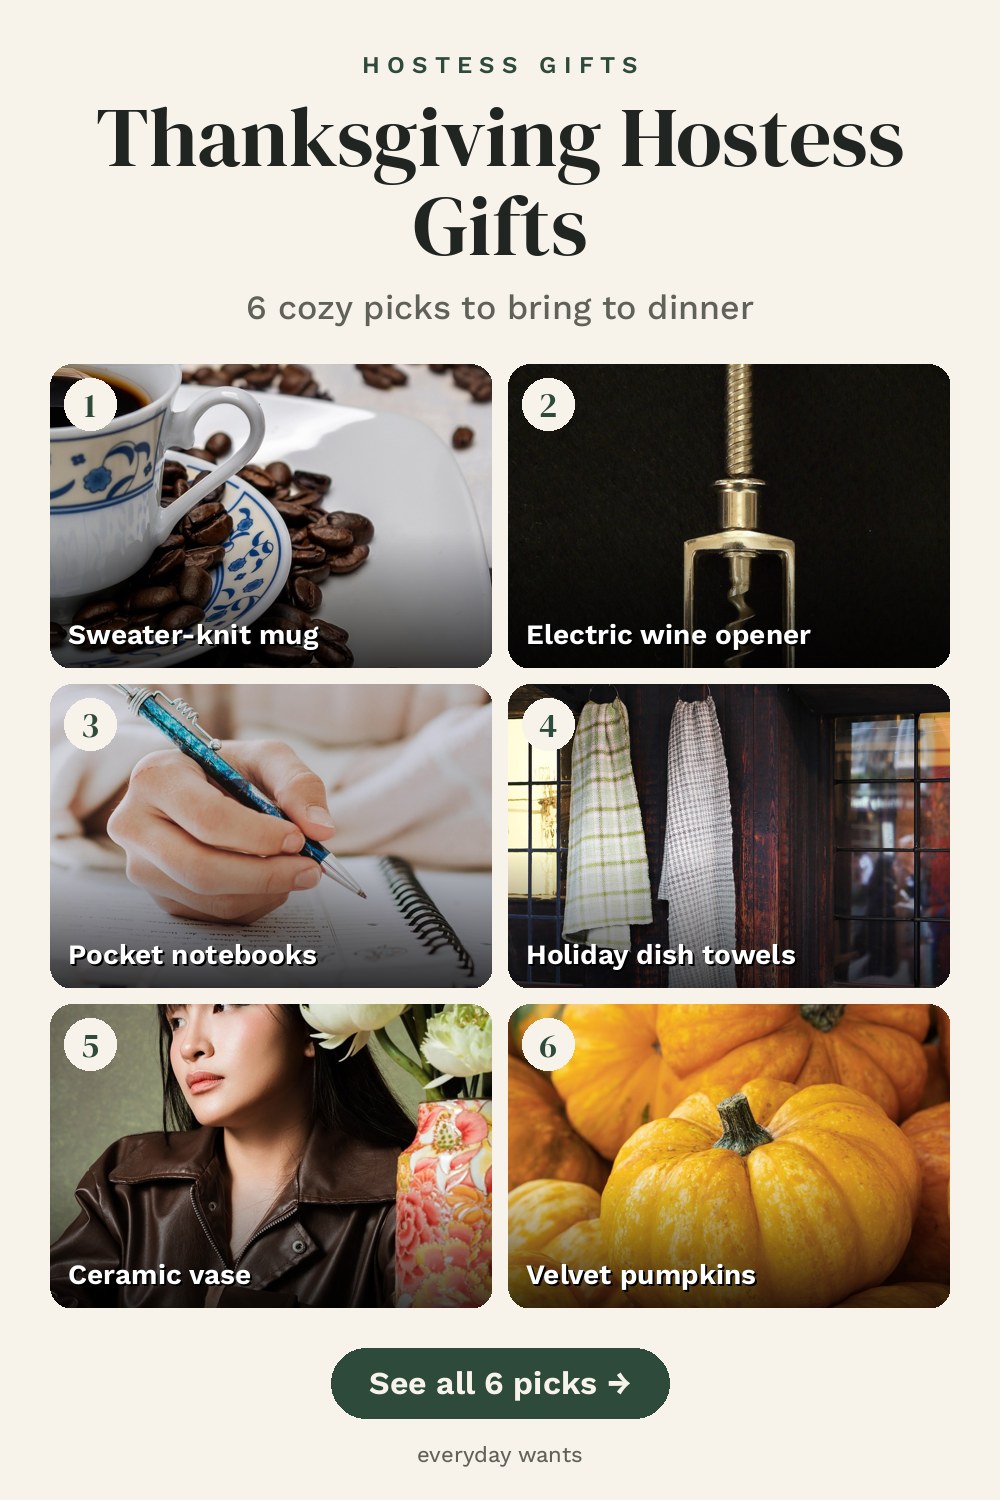 HOSTESS GIFTS
Thanksgiving Hostess
Gifts
6 cozy picks to bring to dinner
1
Sweater-knit mug
2
Electric wine opener
3
Pocket notebooks
4
Holiday dish towels
5
Ceramic vase
6
Velvet pumpkins
See all 6 picks →
everyday wants